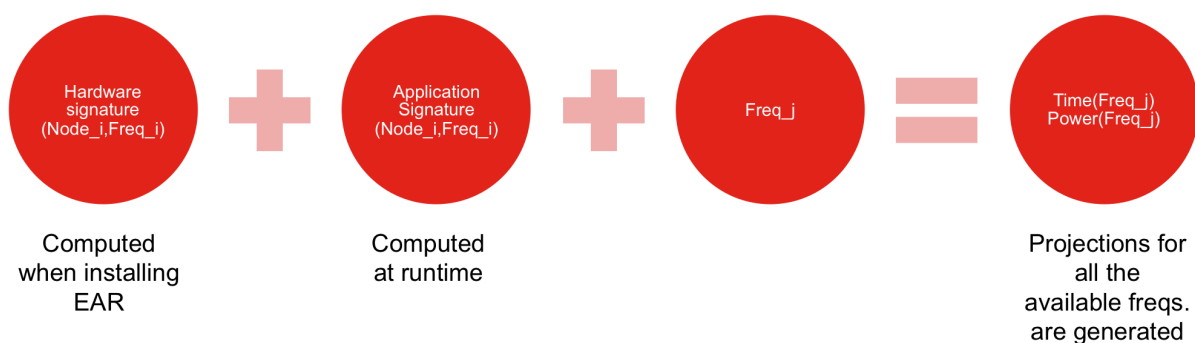 Hardware
signature
(Node_i,Freq_i)
Application
Signature
(Node_i,Freq_i)
Freq_j
Time(Freq_j)
Power(Freq_j)
Computed
when installing
EAR
Computed
at runtime
Projections for
all the
available freqs.
are generated